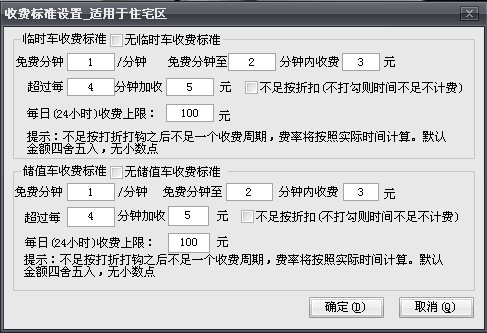 收费标准设置_适用于住宅区
临时车收费标准 无临时车收费标准
免费分钟 1 /分钟 免费分钟至 2 分钟内收费 3 元
超过每 4 分钟加收 5 元 不足按折扣(不打勾则时间不足不计费)
每日(24小时)收费上限： 100 元
提示：不足按打折打钩之后不足一个收费周期，费率将按照实际时间计算。默认
金额四舍五入，无小数点
储值车收费标准 无储值车收费标准
免费分钟 1 /分钟 免费分钟至 2 分钟内收费 3 元
超过每 4 分钟加收 5 元 不足按折扣(不打勾则时间不足不计费)
每日(24小时)收费上限： 100 元
提示：不足按打折打钩之后不足一个收费周期，费率将按照实际时间计算。默认
金额四舍五入，无小数点
确定(D) 取消(Q)